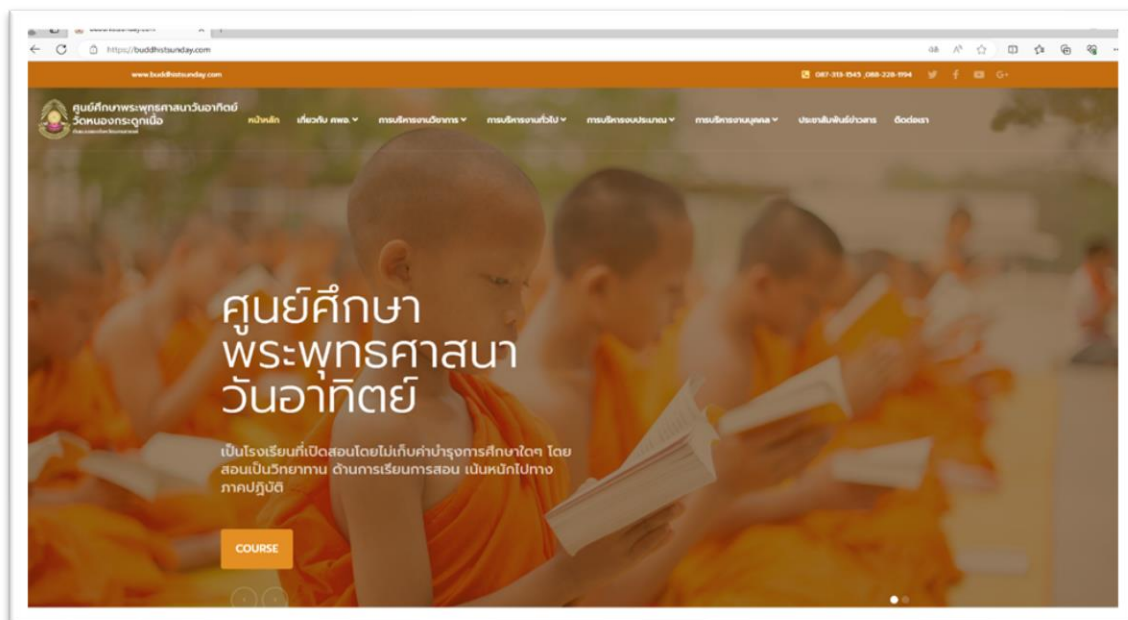 https://buddhistsunday.com
www.buddhistsunday.com
087-313-1545 ,088-228-1994
ศูนย์ศึกษาพระพุทธศาสนาวันอาทิตย์
วัดหนองกระดูกเนื้อ
หน้าหลัก เกี่ยวกับ ศพอ. การบริหารงานวิชาการ การบริหารงานทั่วไป การบริหารงบประมาณ การบริหารงานบุคคล ประชาสัมพันธ์ข่าวสาร ติดต่อเรา
ศูนย์ศึกษา
พระพุทธศาสนา
วันอาทิตย์
เป็นโรงเรียนที่เปิดสอนโดยไม่เก็บค่าบำรุงการศึกษาใดๆ โดย
สอนเป็นวิทยาทาน ด้านการเรียนการสอน เน้นหนักไปทาง
ภาคปฏิบัติ
COURSE